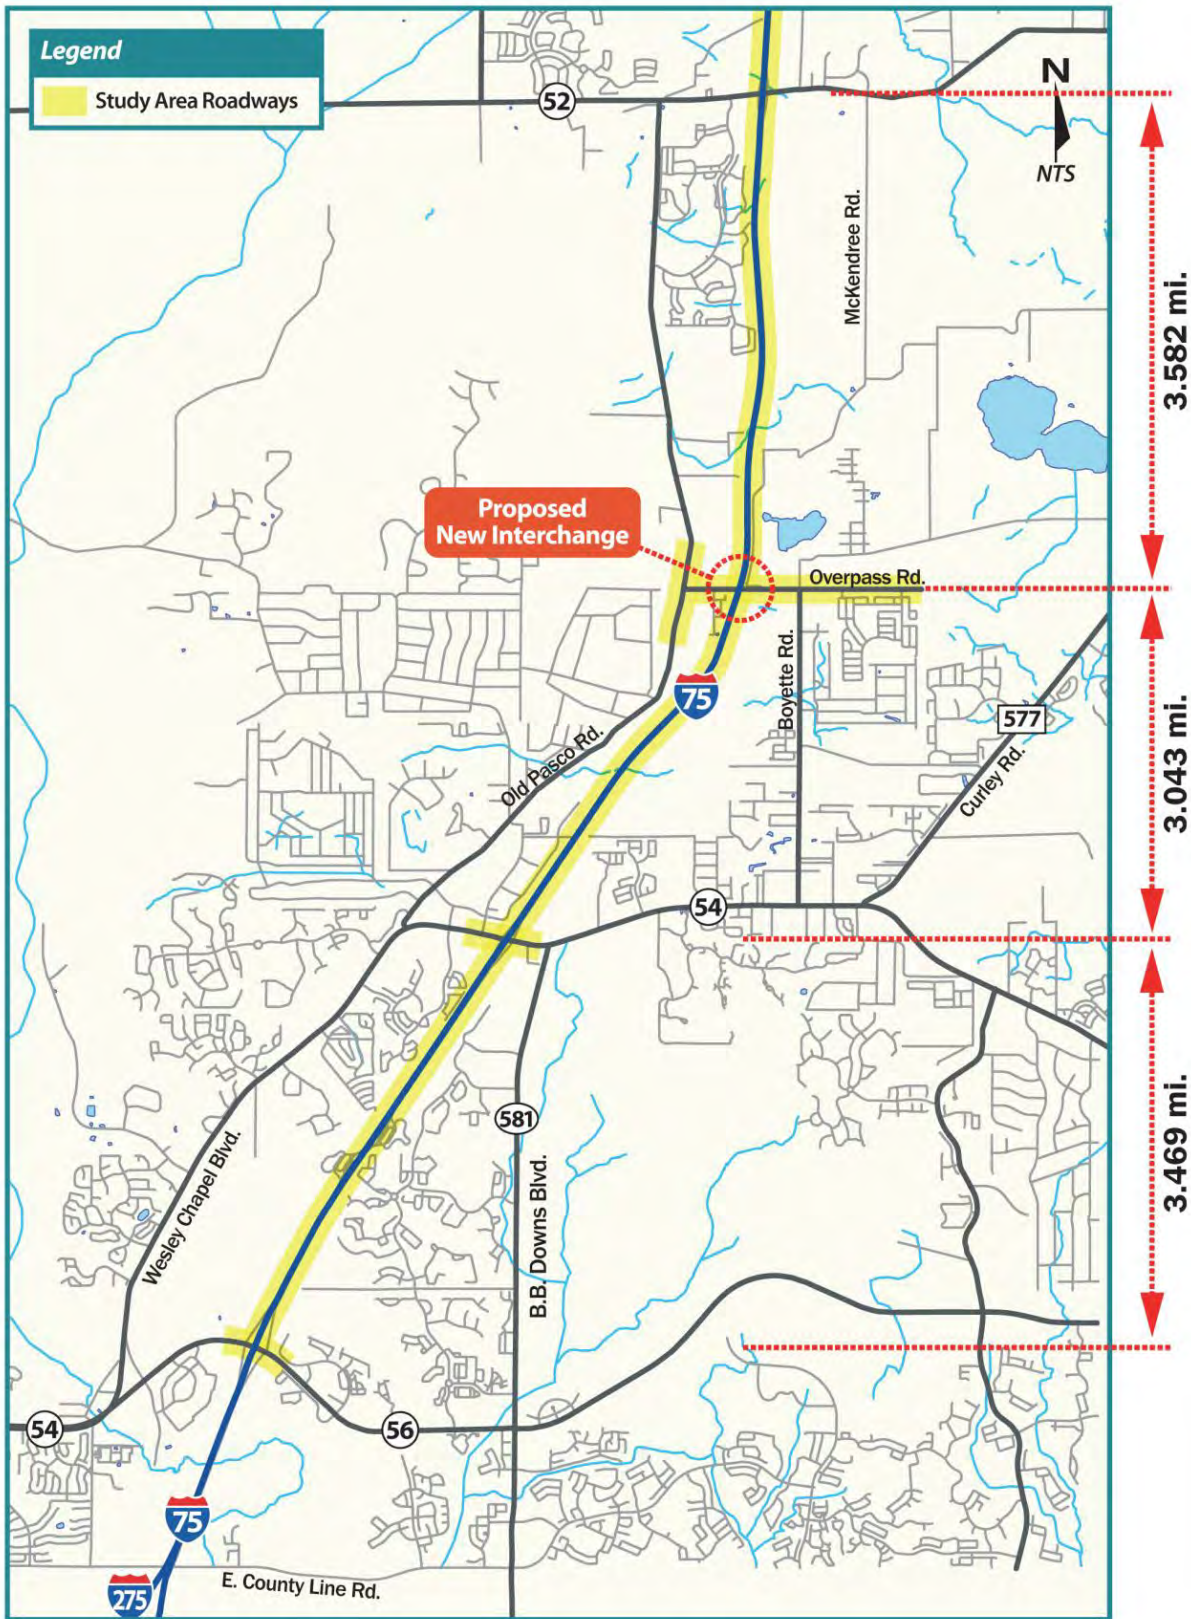 Legend
Study Area Roadways
52
N
NTS
McKendree Rd.
3.582 mi.
Proposed
New Interchange
Overpass Rd.
Boyette Rd.
75
577
Old Pasco Rd.
Curley Rd.
3.043 mi.
54
581
Wesley Chapel Blvd.
B.B. Downs Blvd.
3.469 mi.
54
56
75
275
E. County Line Rd.